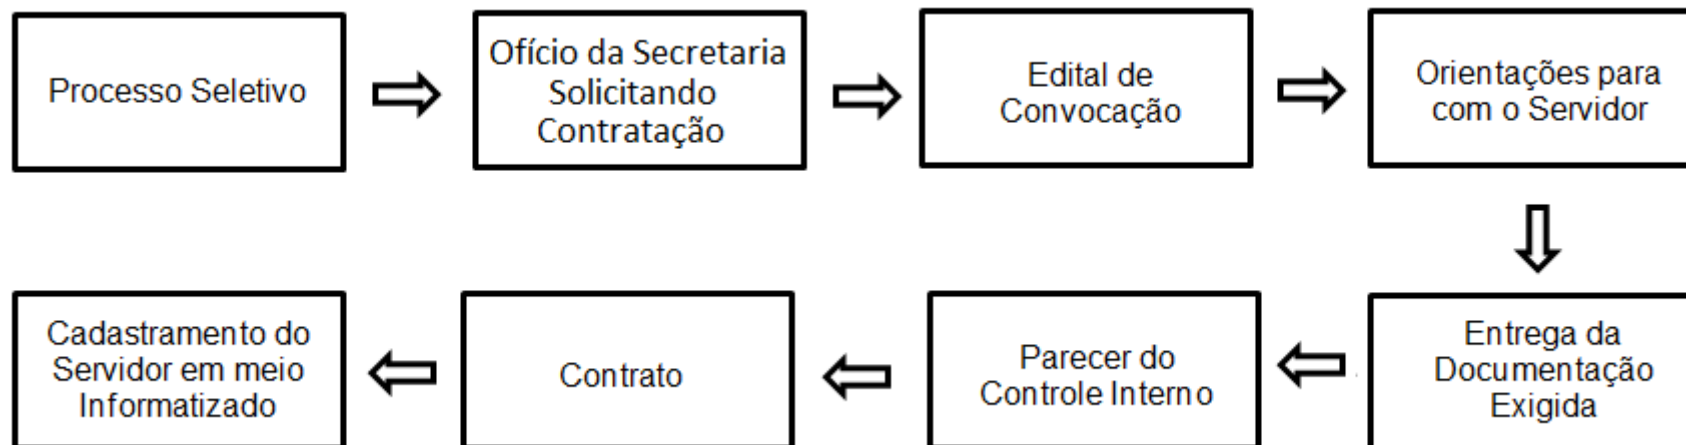 Processo Seletivo
Ofício da Secretaria
Solicitando
Contratação
Edital de
Convocação
Orientações para
com o Servidor
Entrega da
Documentação
Exigida
Parecer do
Controle Interno
Contrato
Cadastramento do
Servidor em meio
Informatizado